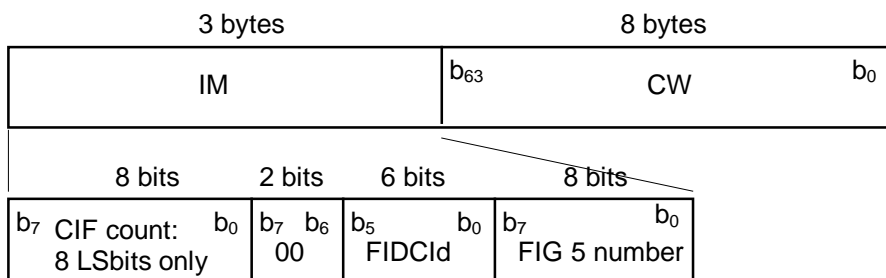 3 bytes 8 bytes
IM b63 CW b0
8 bits 2 bits 6 bits 8 bits
b7 CIF count: b0 b7 b6 b5 b0 b7 b0
8 LSbits only 00 FIDCId FIG 5 number